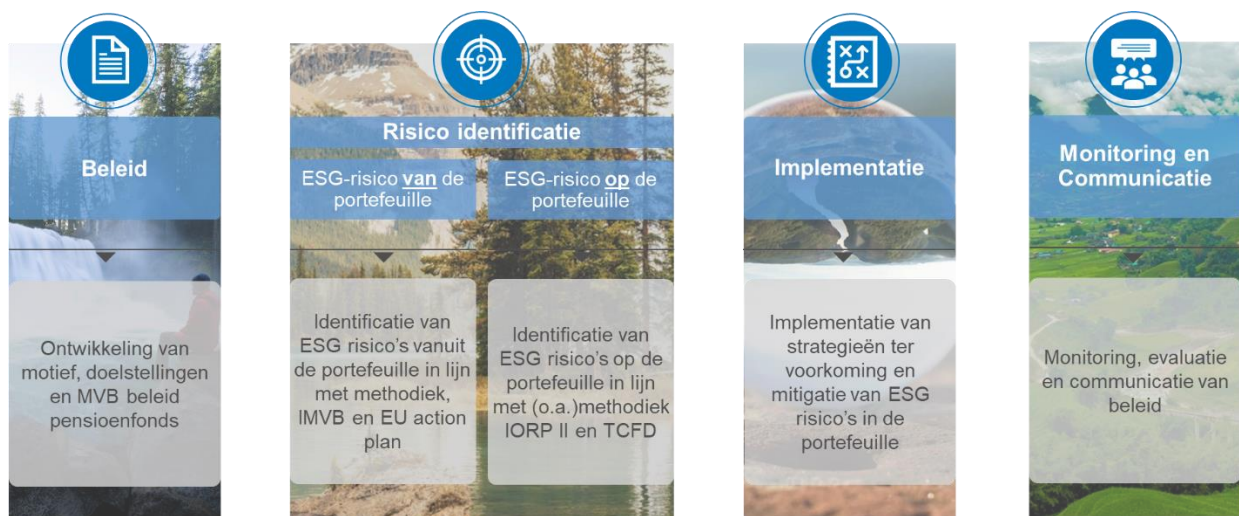 Beleid
Ontwikkeling van
motief, doelstellingen
en MVB beleid
pensioenfonds
Risico identificatie
ESG-risico van de
portefeuille
Identificatie van
ESG risico's vanuit
de portefeuille in lijn
met methodiek,
IMVB en EU action
plan
ESG-risico op de
portefeuille
Identificatie van
ESG risico's op de
portefeuille in lijn
met (o.a.)methodiek
IORP II en TCFD
Implementatie
Implementatie van
strategieën ter
voorkoming en
mitigatie van ESG
risico's in de
portefeuille
Monitoring en
Communicatie
Monitoring, evaluatie
en communicatie van
beleid